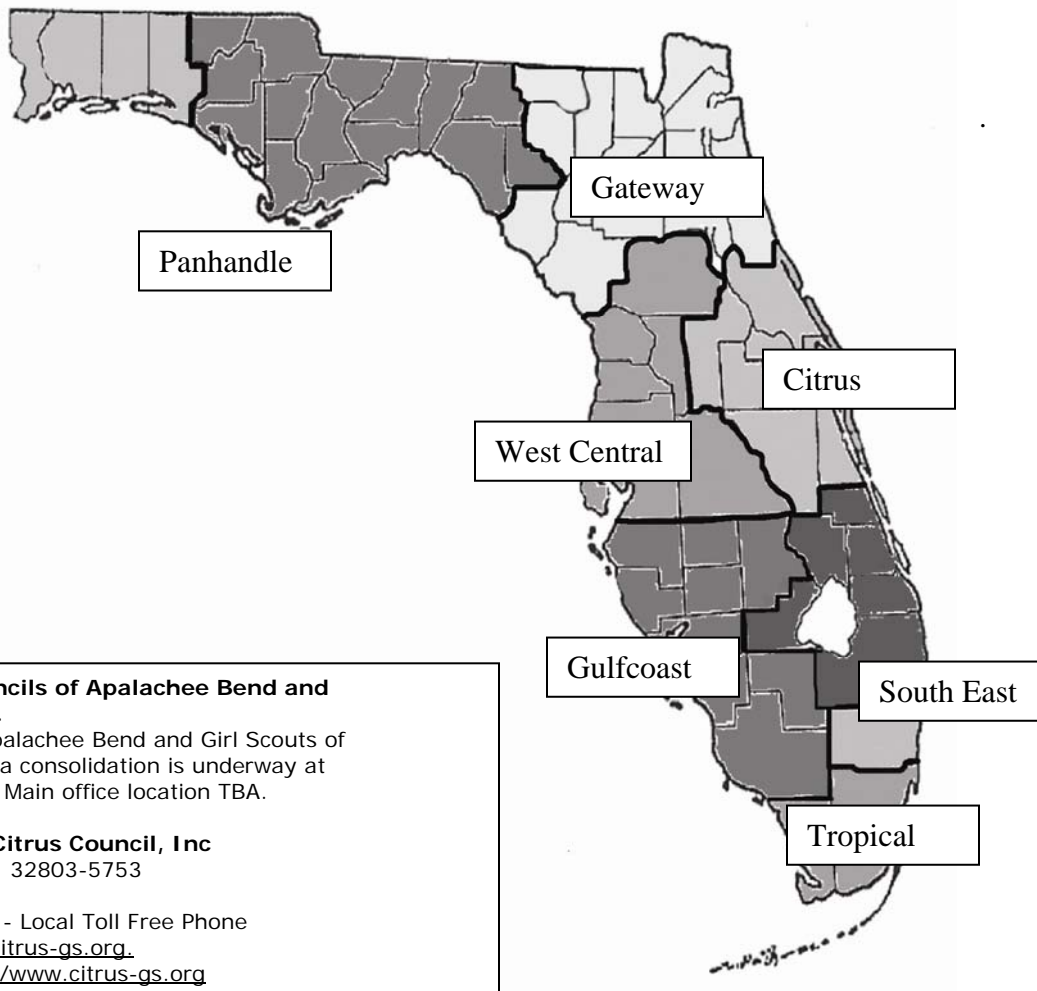 Gateway
Panhandle
Citrus
West Central
Gulfcoast
South East
Tropical
ncils of Apalachee Bend and
.
palachee Bend and Girl Scouts of
a consolidation is underway at
Main office location TBA.
Citrus Council, Inc
32803-5753
- Local Toll Free Phone
citrus-gs.org.
/www.citrus-gs.org